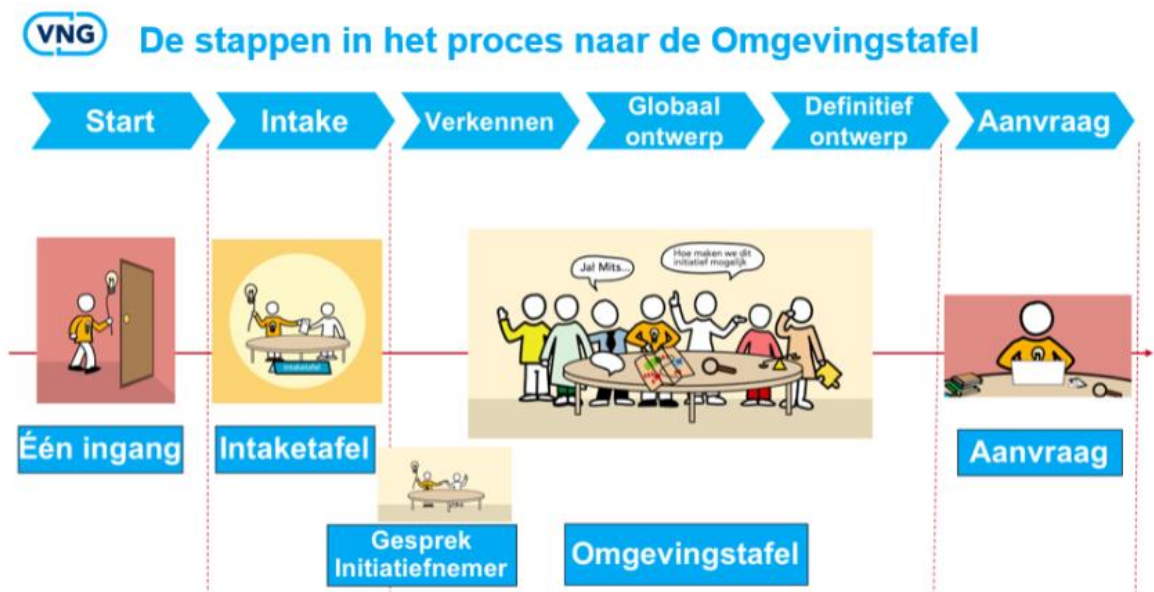 VNG
De stappen in het proces naar de Omgevingstafel
Start
Intake
Verkennen
Globaal
ontwerp
Definitief
ontwerp
Aanvraag
Ja! Mits...
Hoe maken we dit
initiatief mogelijk
Intaketafel
Één ingang
Intaketafel
Gesprek
Initiatiefnemer
Omgevingstafel
Aanvraag